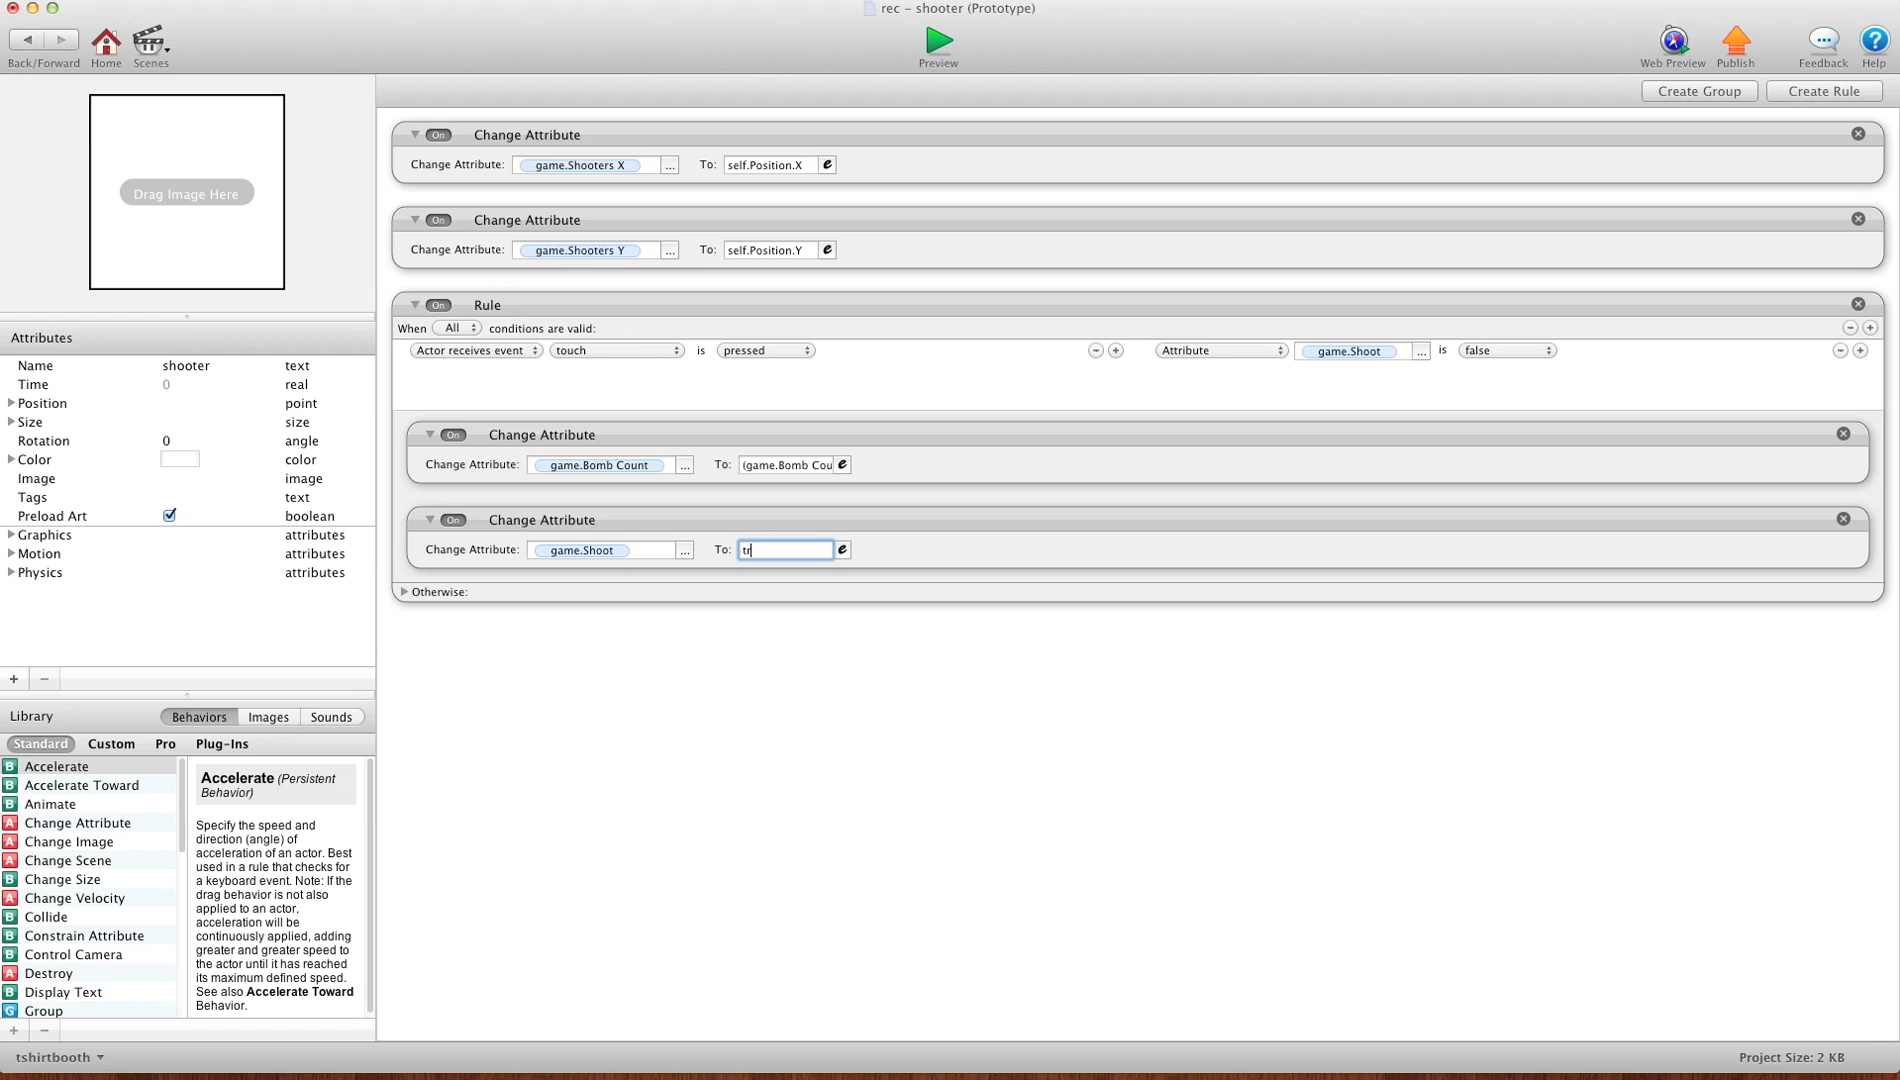 rec – shooter (Prototype)
Back/Forward Home Scenes Preview Web Preview Publish Feedback Help
Create Group Create Rule
Drag Image Here
Attributes
Name shooter text
Time 0 real
Position point
Size size
Rotation 0 angle
Color color
Image image
Tags text
Preload Art boolean
Graphics attributes
Motion attributes
Physics attributes
+ −
Library Behaviors Images Sounds
Standard Custom Pro Plug-Ins
B Accelerate
B Accelerate Toward
B Animate
A Change Attribute
A Change Image
A Change Scene
B Change Size
A Change Velocity
B Collide
B Constrain Attribute
B Control Camera
A Destroy
B Display Text
G Group
Accelerate (Persistent
Behavior)
Specify the speed and
direction (angle) of
acceleration of an actor. Best
used in a rule that checks for
a keyboard event. Note: If the
drag behavior is not also
applied to an actor,
acceleration will be
continuously applied, adding
greater and greater speed to
the actor until it has reached
its maximum defined speed.
See also Accelerate Toward
Behavior.
+ −
On Change Attribute
Change Attribute: game.Shooters X ... To: self.Position.X e
On Change Attribute
Change Attribute: game.Shooters Y ... To: self.Position.Y e
On Rule
When All conditions are valid:
Actor receives event touch is pressed Attribute game.Shoot ... is false
On Change Attribute
Change Attribute: game.Bomb Count ... To: (game.Bomb Cou e
On Change Attribute
Change Attribute: game.Shoot ... To: tr e
Otherwise:
tshirtbooth
Project Size: 2 KB